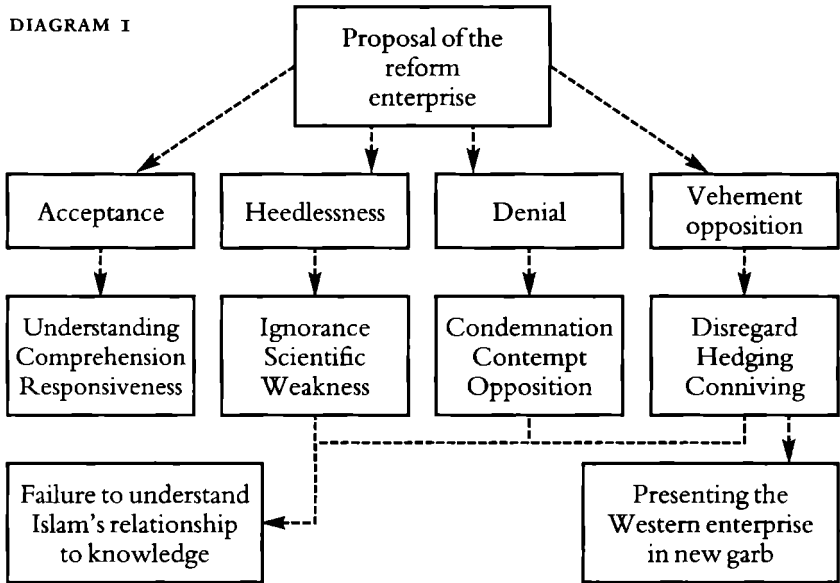 DIAGRAM I
Proposal of the
reform
enterprise
Acceptance
Heedlessness
Denial
Vehement
opposition
Understanding
Comprehension
Responsiveness
Ignorance
Scientific
Weakness
Condemnation
Contempt
Opposition
Disregard
Hedging
Conniving
Failure to understand
Islam's relationship
to knowledge
Presenting the
Western enterprise
in new garb